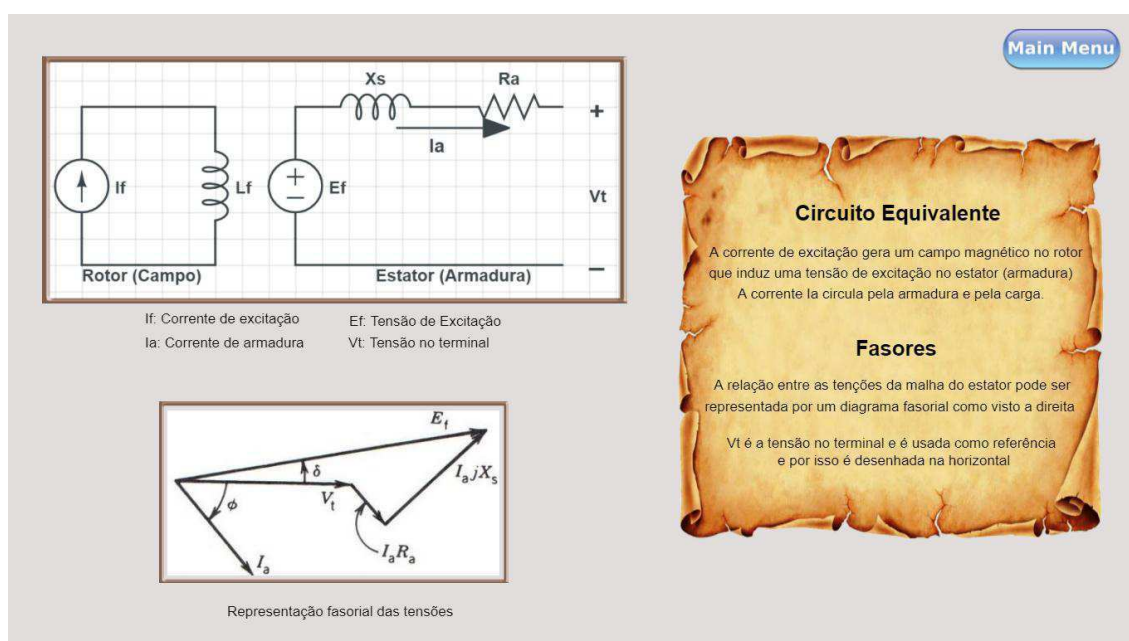 Main Menu
Xs
Ra
+
Ia
If
Lf
+
−
Ef
Vt
Rotor (Campo)
Estator (Armadura)
−
If: Corrente de excitação
Ef: Tensão de Excitação
Ia: Corrente de armadura
Vt: Tensão no terminal
Circuito Equivalente
A corrente de excitação gera um campo magnético no rotor
que induz uma tensão de excitação no estator (armadura)
A corrente Ia circula pela armadura e pela carga.
Fasores
A relação entre as tenções da malha do estator pode ser
representada por um diagrama fasorial como visto a direita
Vt é a tensão no terminal e é usada como referência
e por isso é desenhada na horizontal
Ef
δ
IajXs
Vt
ϕ
IaRa
Ia
Representação fasorial das tensões